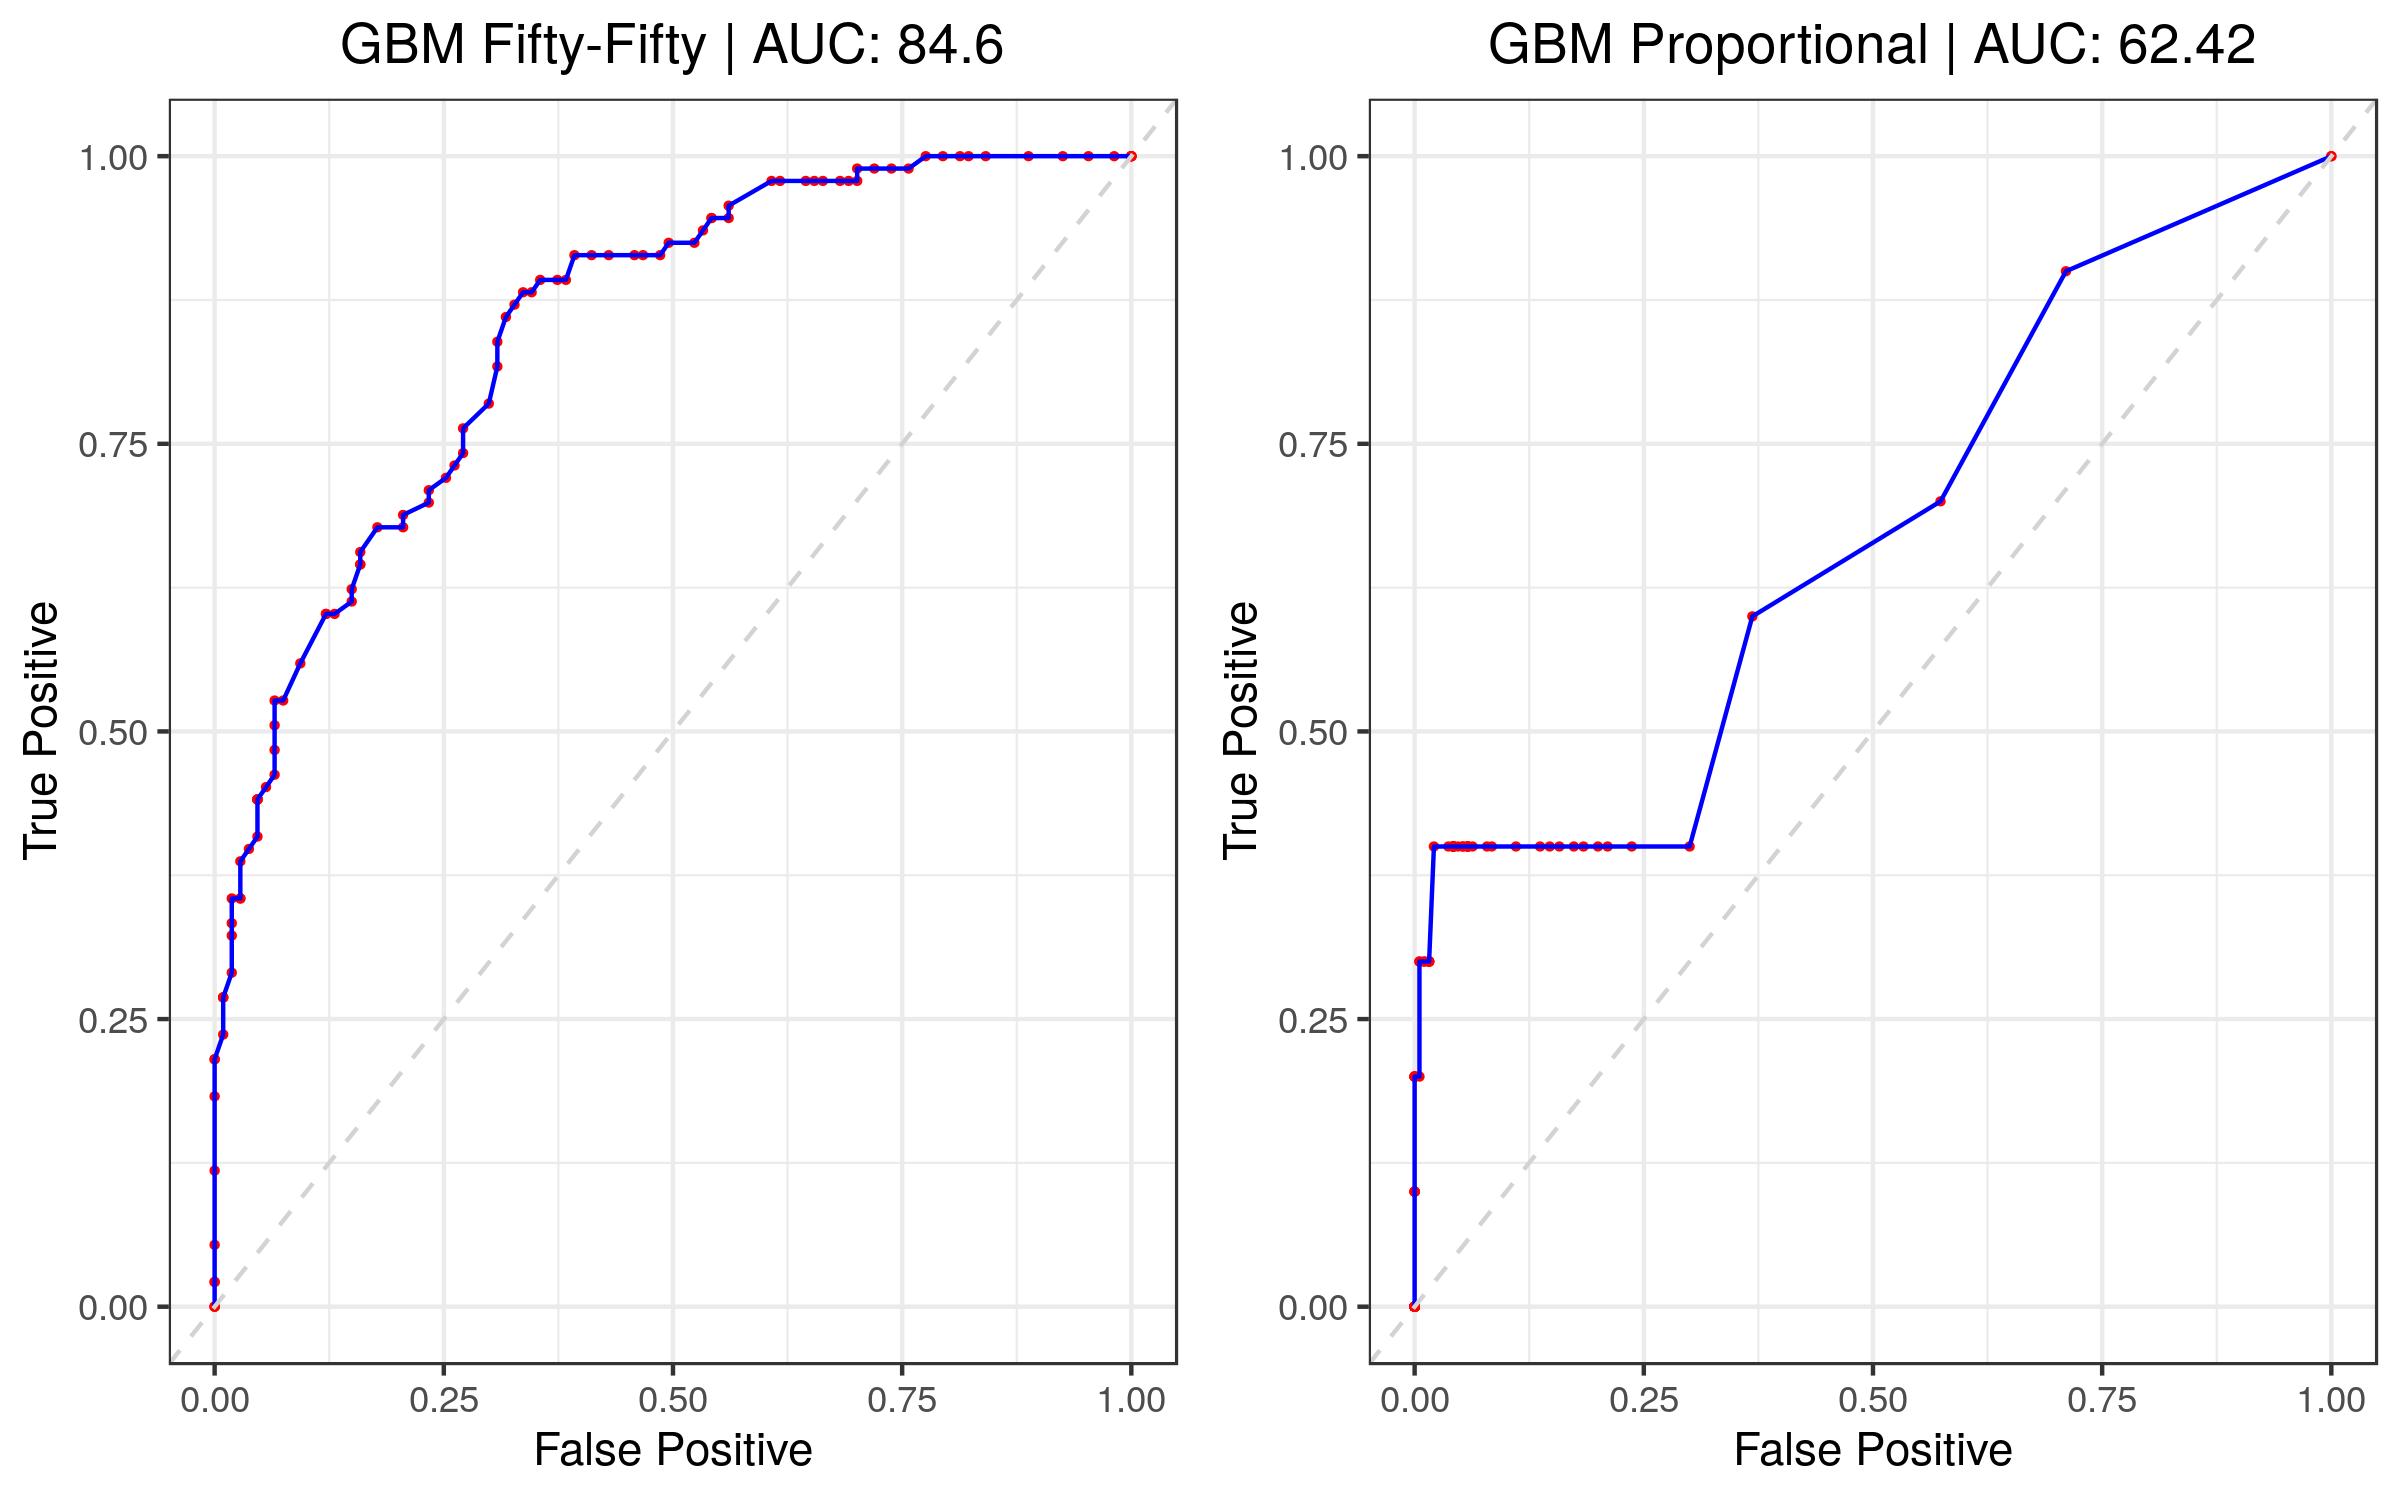 GBM Fifty-Fifty | AUC: 84.6
1.00
0.75
0.50
0.25
0.00
True Positive
0.00 0.25 0.50 0.75 1.00
False Positive
GBM Proportional | AUC: 62.42
1.00
0.75
0.50
0.25
0.00
True Positive
0.00 0.25 0.50 0.75 1.00
False Positive